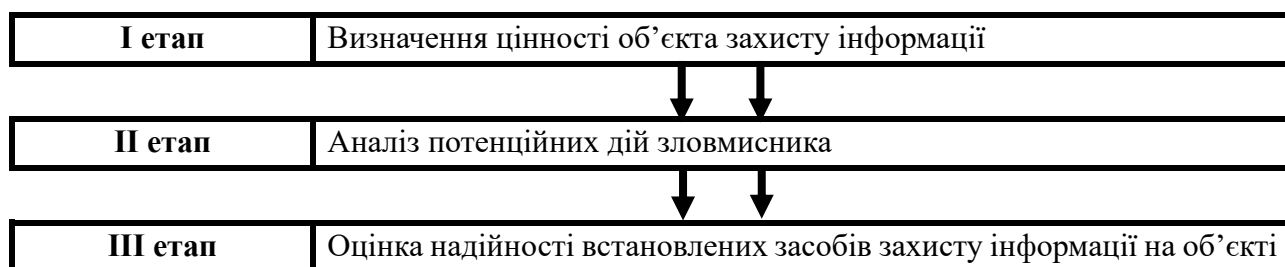 I етап Визначення цінності об’єкта захисту інформації
II етап Аналіз потенційних дій зловмисника
III етап Оцінка надійності встановлених засобів захисту інформації на об’єкті